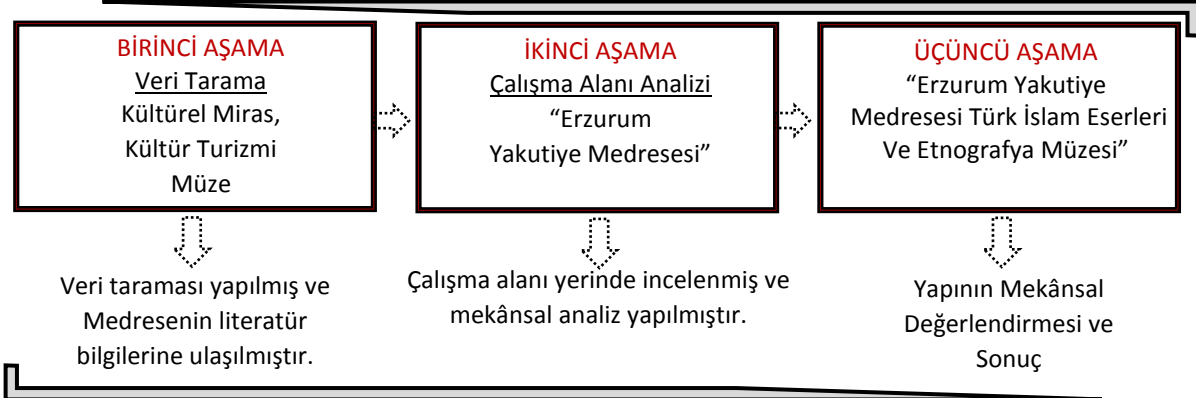 BİRİNCİ AŞAMA
Veri Tarama
Kültürel Miras,
Kültür Turizmi
Müze
İKİNCİ AŞAMA
Çalışma Alanı Analizi
“Erzurum
Yakutiye Medresesi”
ÜÇÜNCÜ AŞAMA
“Erzurum Yakutiye
Medresesi Türk İslam Eserleri
Ve Etnografya Müzesi”
Veri taraması yapılmış ve
Medresenin literatür
bilgilerine ulaşılmıştır.
Çalışma alanı yerinde incelenmiş ve
mekânsal analiz yapılmıştır.
Yapının Mekânsal
Değerlendirmesi ve
Sonuç